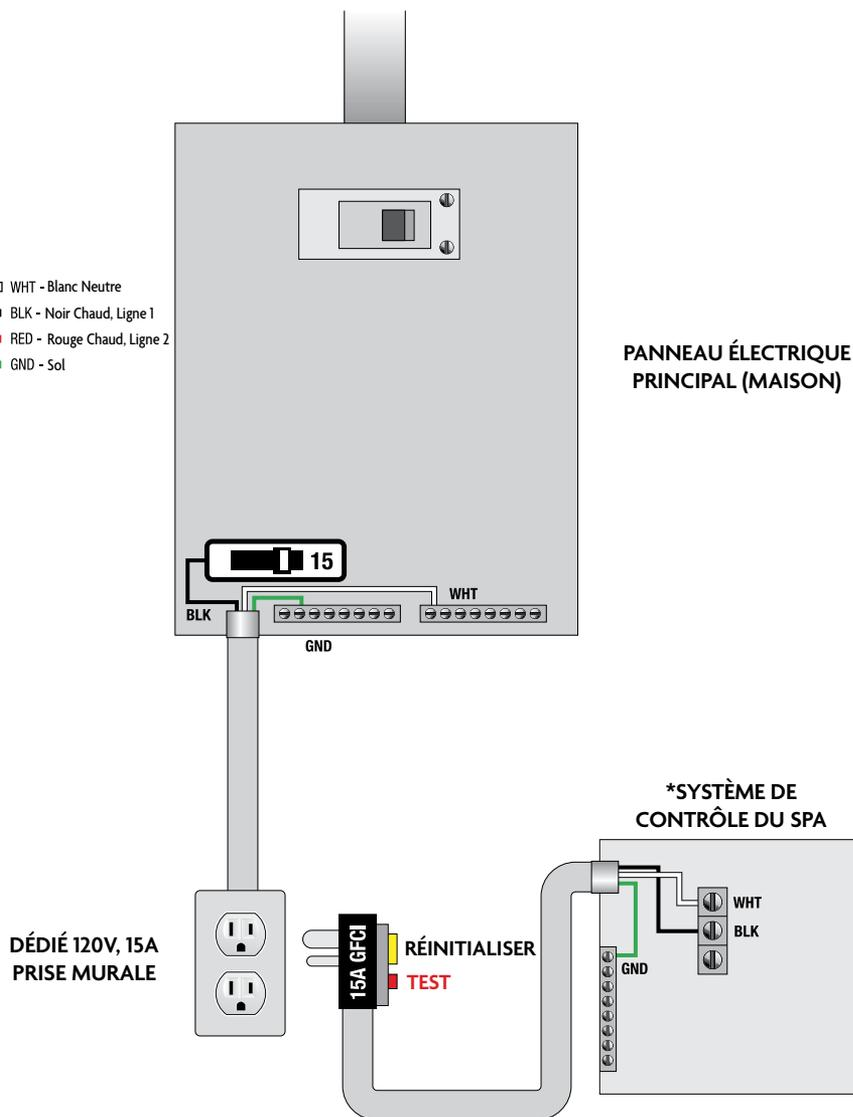 WHT - Blanc Neutre
BLK - Noir Chaud, Ligne 1
RED - Rouge Chaud, Ligne 2
GND - Sol
PANNEAU ÉLECTRIQUE
PRINCIPAL (MAISON)
15
BLK
WHT
GND
*SYSTÈME DE
CONTRÔLE DU SPA
DÉDIÉ 120V, 15A
PRISE MURALE
15A GFCI
RÉINITIALISER
TEST
WHT
BLK
GND